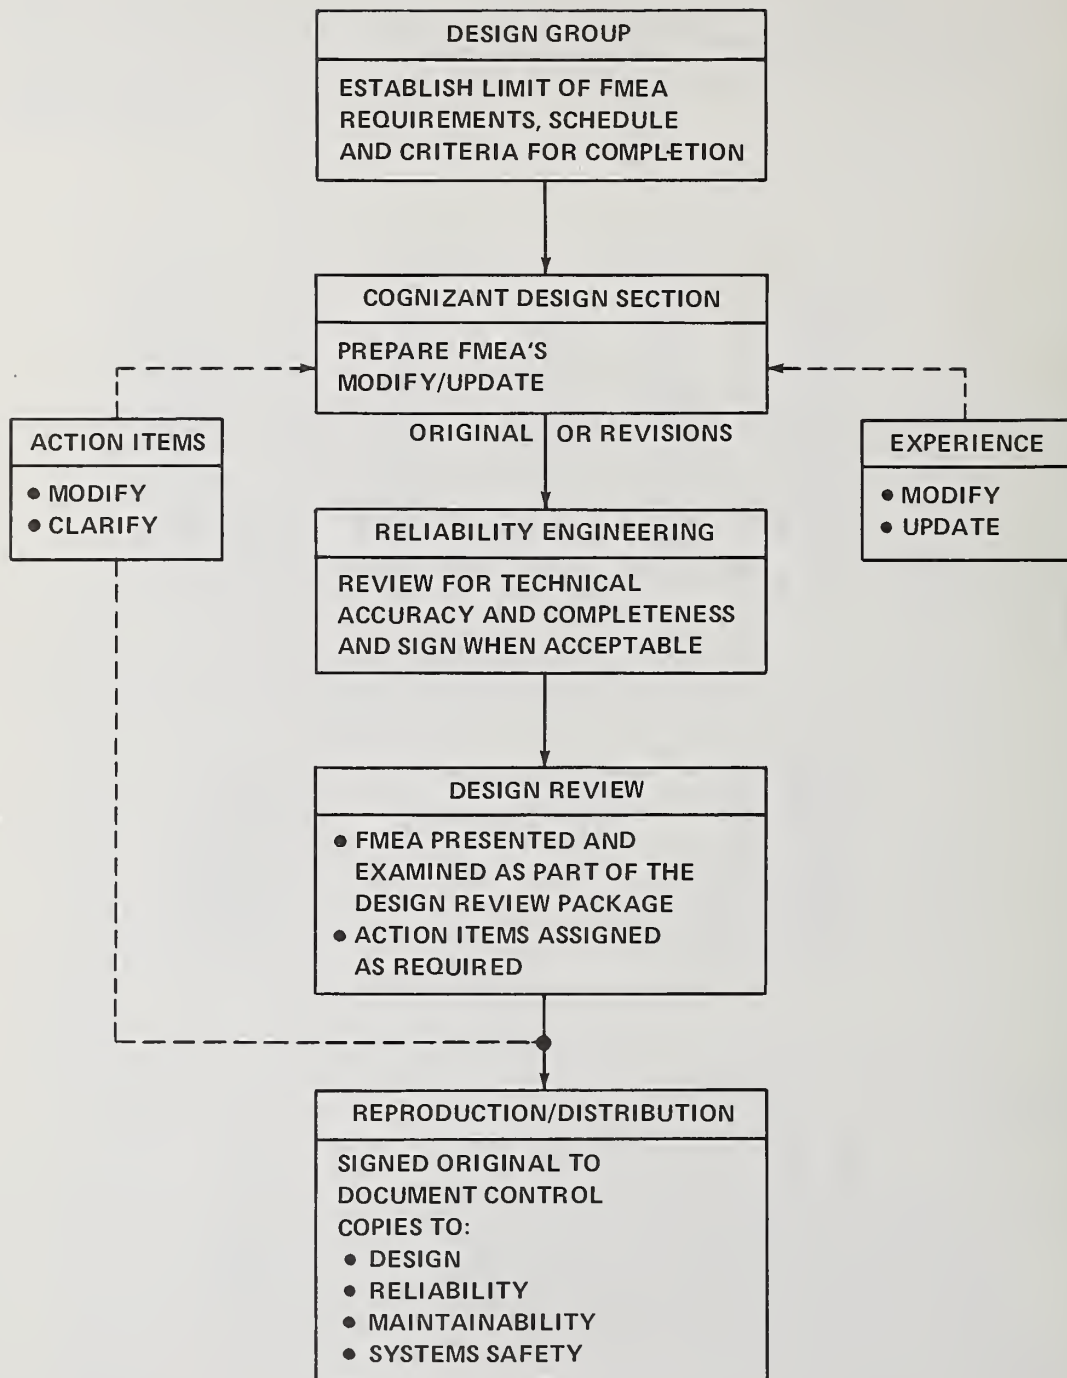 DESIGN GROUP
ESTABLISH LIMIT OF FMEA
REQUIREMENTS, SCHEDULE
AND CRITERIA FOR COMPLETION
COGNIZANT DESIGN SECTION
PREPARE FMEA'S
MODIFY/UPDATE
ACTION ITEMS
• MODIFY
• CLARIFY
ORIGINAL OR REVISIONS
EXPERIENCE
• MODIFY
• UPDATE
RELIABILITY ENGINEERING
REVIEW FOR TECHNICAL
ACCURACY AND COMPLETENESS
AND SIGN WHEN ACCEPTABLE
DESIGN REVIEW
• FMEA PRESENTED AND
EXAMINED AS PART OF THE
DESIGN REVIEW PACKAGE
• ACTION ITEMS ASSIGNED
AS REQUIRED
REPRODUCTION/DISTRIBUTION
SIGNED ORIGINAL TO
DOCUMENT CONTROL
COPIES TO:
• DESIGN
• RELIABILITY
• MAINTAINABILITY
• SYSTEMS SAFETY